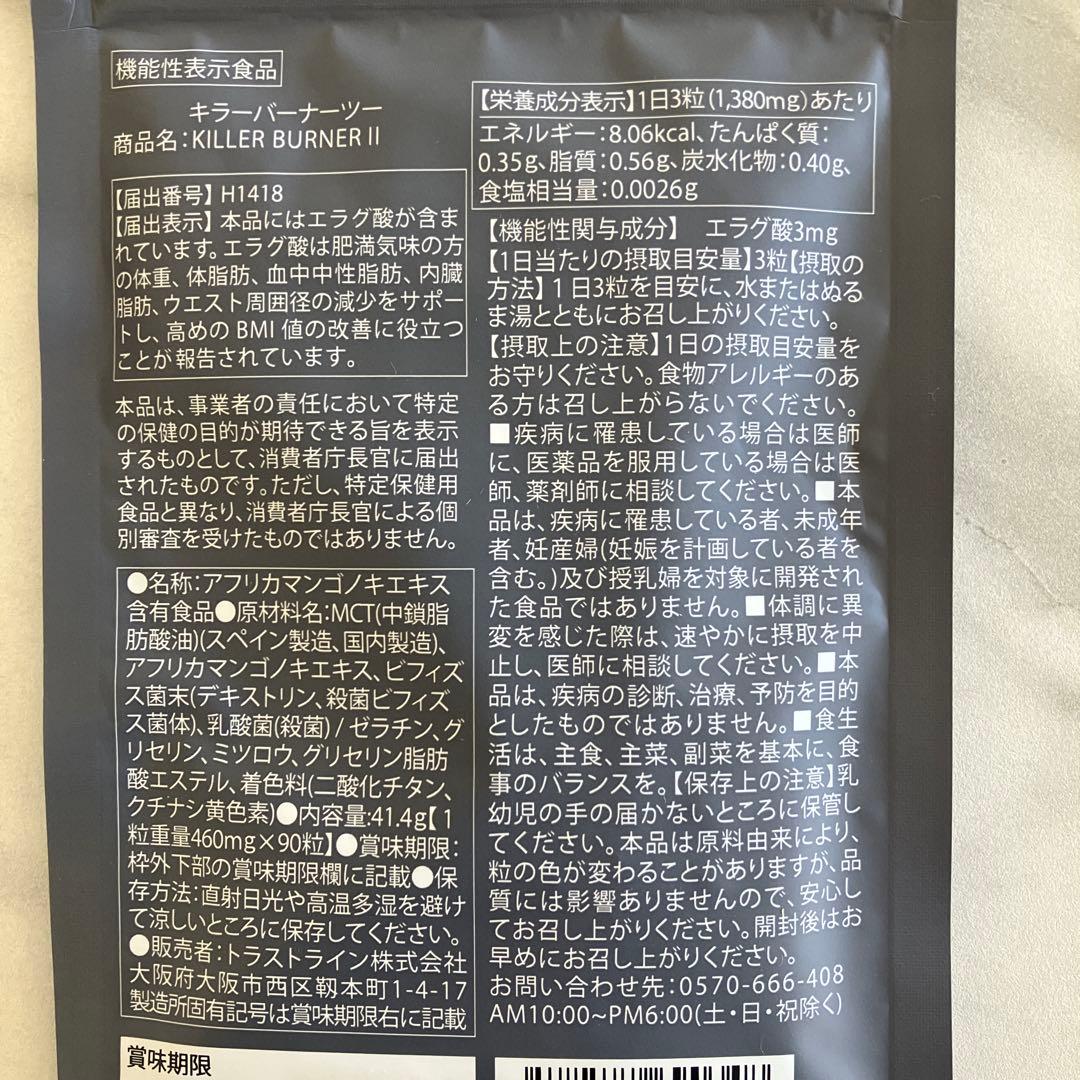 機能性表示食品
キラーバーナーツー
商品名:KILLER BURNER II
【届出番号】H1418
【届出表示】本品にはエラグ酸が含ま
れています。エラグ酸は肥満気味の方
の体重、体脂肪、血中中性脂肪、内臓
脂肪、ウエスト周囲径の減少をサポー
トし、高めのBMI値の改善に役立つ
ことが報告されています。
本品は、事業者の責任において特定
の保健の目的が期待できる旨を表示
するものとして、消費者庁長官に届出
されたものです。ただし、特定保健用
食品と異なり、消費者庁長官による個
別審査を受けたものではありません。
●名称:アフリカマンゴノキエキス
含有食品●原材料名:MCT(中鎖脂
肪酸油)(スペイン製造、国内製造)、
アフリカマンゴノキエキス、ビフィズ
ス菌末(デキストリン、殺菌ビフィズ
ス菌体)、乳酸菌(殺菌) / ゼラチン、グ
リセリン、ミツロウ、グリセリン脂肪
酸エステル、着色料(二酸化チタン、
クチナシ黄色素)●内容量:41.4g【1
粒重量460mg×90粒】●賞味期限:
枠外下部の賞味期限欄に記載●保
存方法:直射日光や高温多湿を避け
て涼しいところに保存してください。
●販売者:トラストライン株式会社
大阪府大阪市西区靱本町1-4-17
製造所固有記号は賞味期限右に記載
賞味期限
【栄養成分表示】1日3粒(1,380mg)あたり
エネルギー:8.06kcal、たんぱく質:
0.35g、脂質:0.56g、炭水化物:0.40g、
食塩相当量:0.0026g
【機能性関与成分】 エラグ酸3mg
【1日当たりの摂取目安量】3粒【摂取の
方法】1日3粒を目安に、水またはぬる
ま湯とともにお召し上がりください。
【摂取上の注意】1日の摂取目安量を
お守りください。食物アレルギーのあ
る方は召し上がらないでください。
■疾病に罹患している場合は医師
に、医薬品を服用している場合は医
師、薬剤師に相談してください。■本
品は、疾病に罹患している者、未成年
者、妊産婦(妊娠を計画している者を
含む。)及び授乳婦を対象に開発され
た食品ではありません。■体調に異
変を感じた際は、速やかに摂取を中
止し、医師に相談してください。■本
品は、疾病の診断、治療、予防を目的
としたものではありません。■食生
活は、主食、主菜、副菜を基本に、食
事のバランスを。【保存上の注意】乳
幼児の手の届かないところに保管し
てください。本品は原料由来により、
粒の色が変わることがありますが、品
質には影響ありませんので、安心し
てお召し上がりください。開封後はお
早めにお召し上がりください。
お問い合わせ先:0570-666-408
AM10:00~PM6:00(土・日・祝除く)